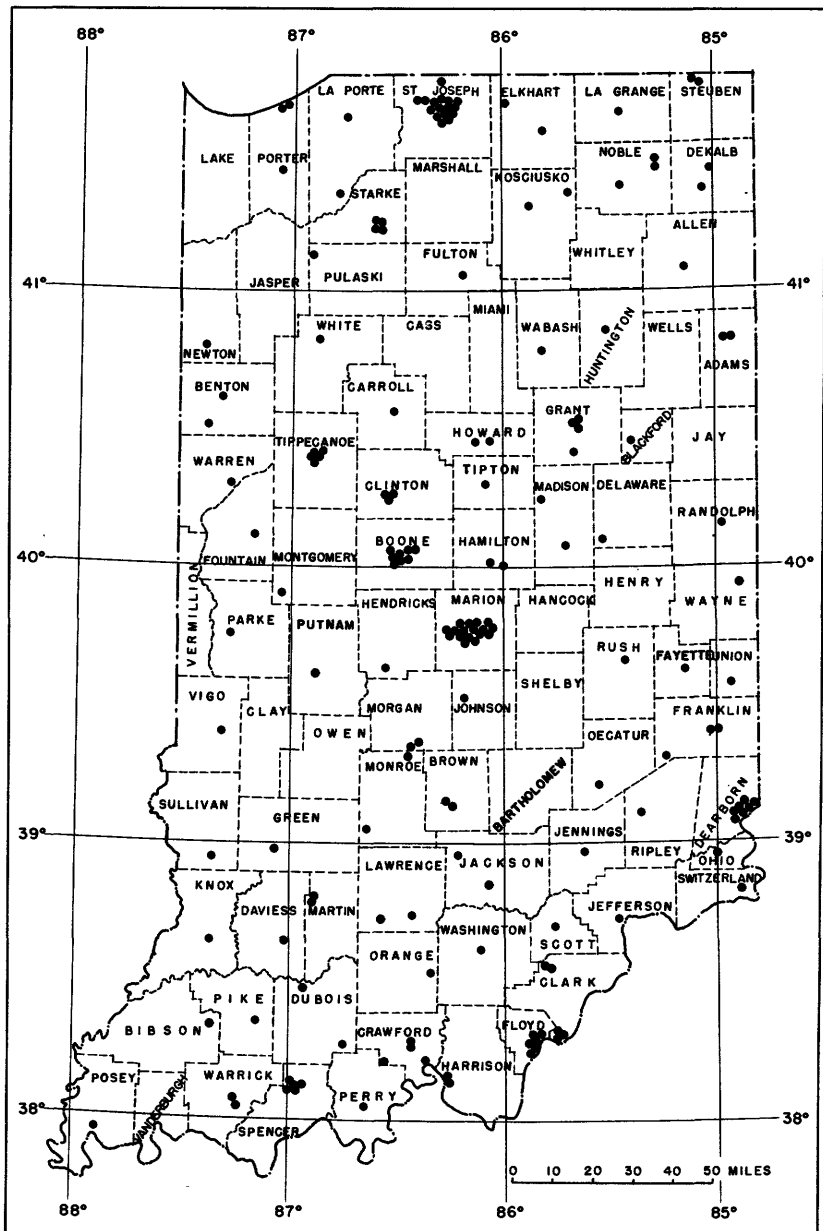 88° 87° 86° 85°
LA PORTE ST JOSEPH ELKHART LA GRANGE STEUBEN
LAKE PORTER NOBLE DEKALB
STARKE MARSHALL KOSCIUSKO
ALLEN
JASPER PULASKI FULTON WHITLEY
41° 41°
MIAMI
NEWTON WHITE CASS WABASH HUNTINGTON WELLS ADAMS
BENTON CARROLL
GRANT
TIPPECANOE HOWARD BLACKFORD JAY
WARREN CLINTON TIPTON MADISON DELAWARE
RANDOLPH
BOONE HAMILTON
40° FOUNTAIN MONTGOMERY 40°
VERMILLION HENRY
PARKE PUTNAM HENDRICKS MARION HANCOCK WAYNE
RUSH FAYETTE UNION
VIGO CLAY MORGAN JOHNSON SHELBY FRANKLIN
OWEN
MONROE BROWN BARTHOLOMEW DECATUR
SULLIVAN GREEN DEARBORN
39° JENNINGS RIPLEY OHIO 39°
KNOX LAWRENCE JACKSON SWITZERLAND
DAVIESS MARTIN WASHINGTON JEFFERSON
SCOTT
ORANGE CLARK
PIKE DUBOIS
BIBSON CRAWFORD FLOYD
HARRISON
POSEY VANDERBURGH WARRICK PERRY
38° SPENCER 38°
0 10 20 30 40 50 MILES
88° 87° 86° 85°